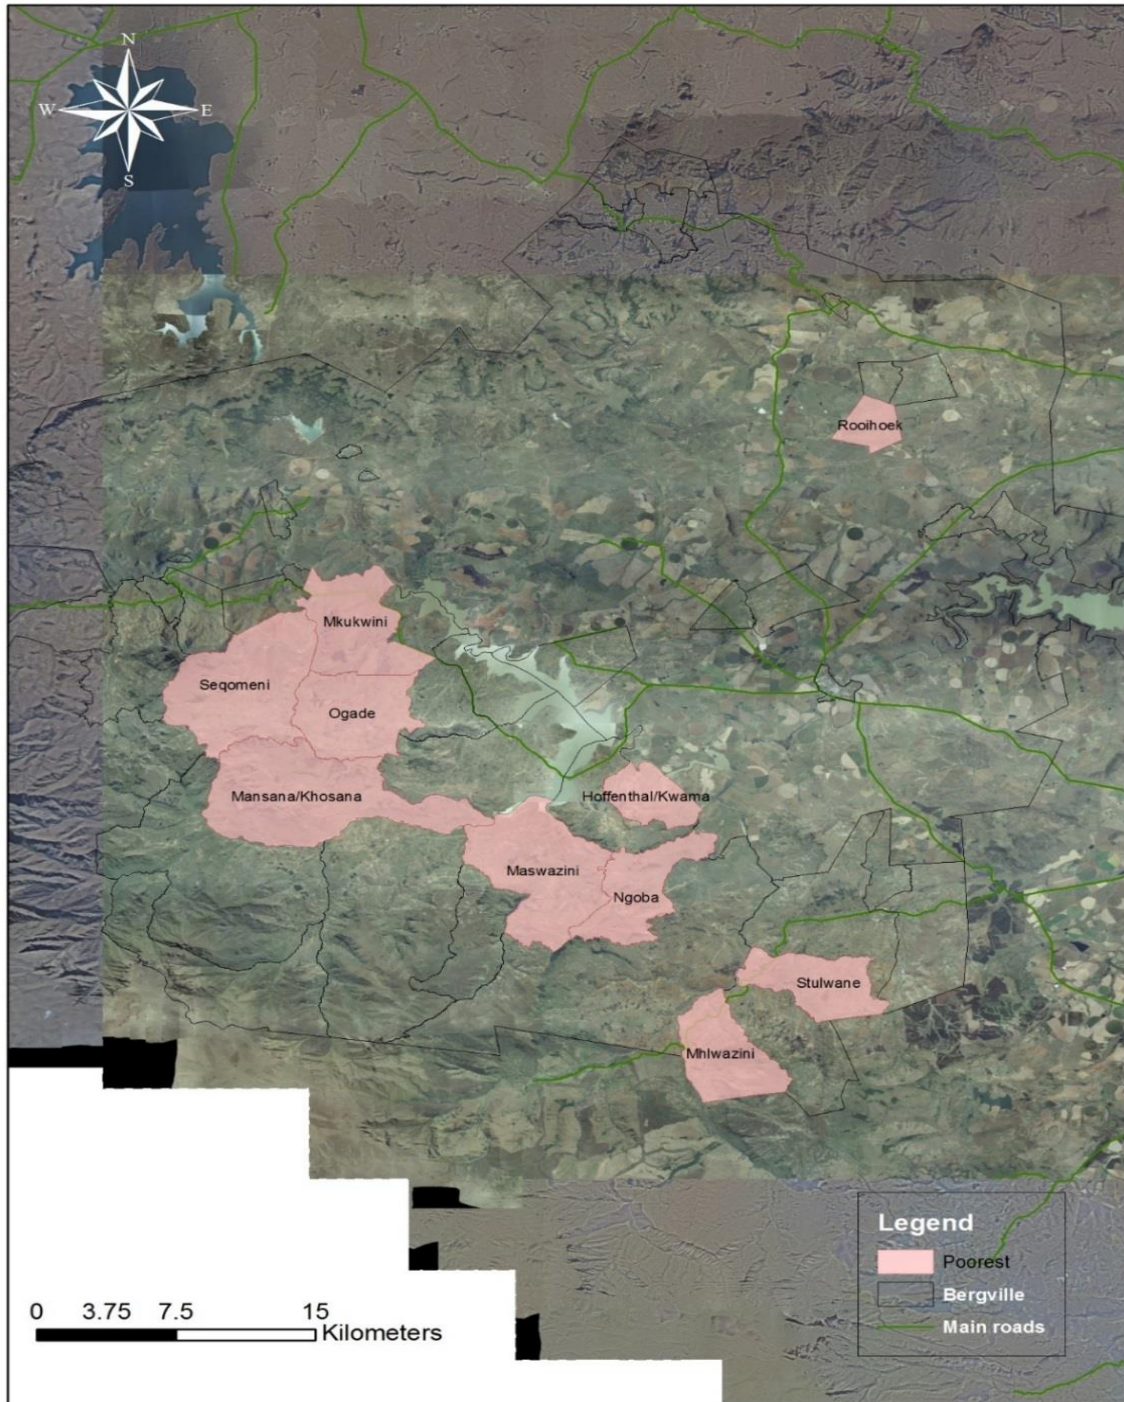 N
W
E
S
Rooihoek
Mkukwini
Seqomeni
Ogade
Mansana/Khosana
Hoffenthal/Kwama
Maswazini
Ngoba
Stulwane
Mhlwazini
Legend
Poorest
Bergville
Main roads
0 3.75 7.5 15
Kilometers